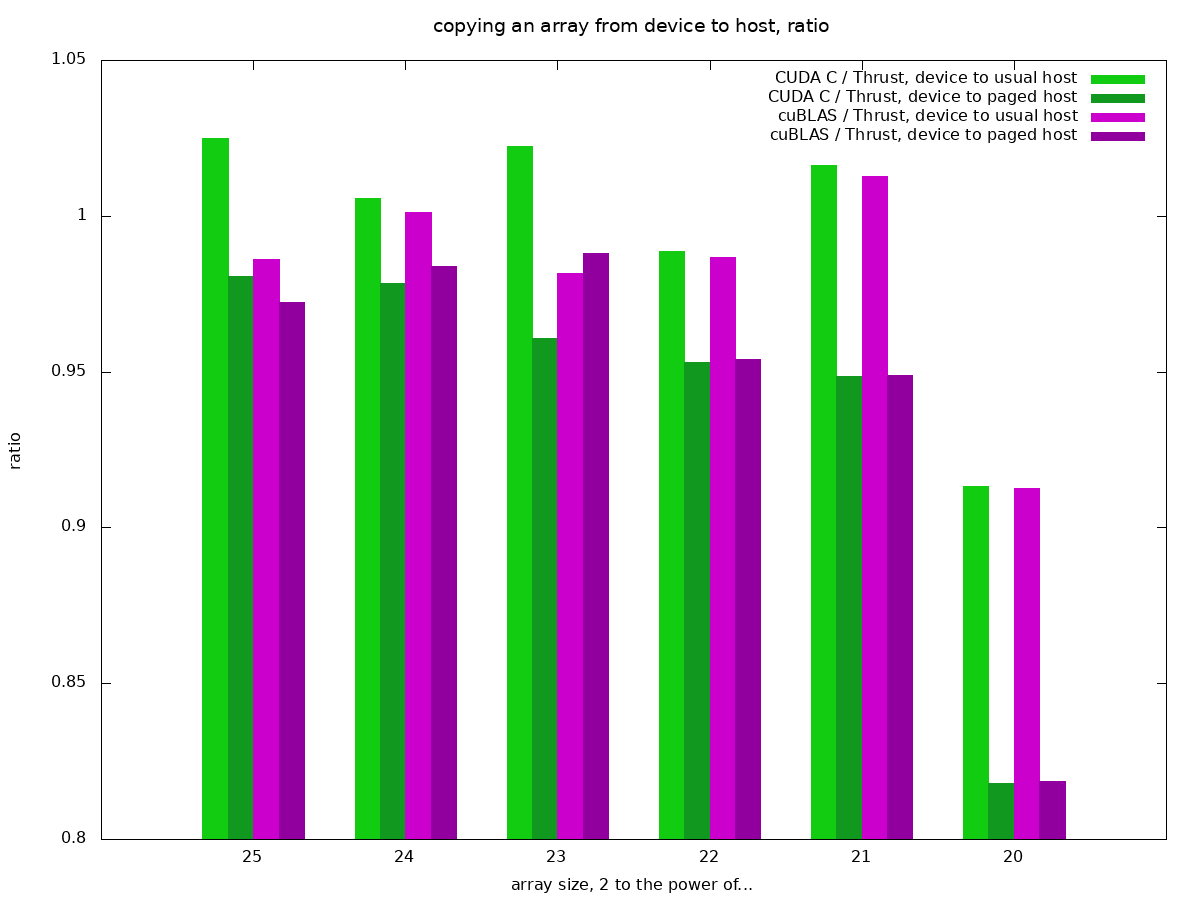 copying an array from device to host, ratio
1.05
1
0.95
0.9
0.85
0.8
ratio
CUDA C / Thrust, device to usual host
CUDA C / Thrust, device to paged host
cuBLAS / Thrust, device to usual host
cuBLAS / Thrust, device to paged host
25 24 23 22 21 20
array size, 2 to the power of...